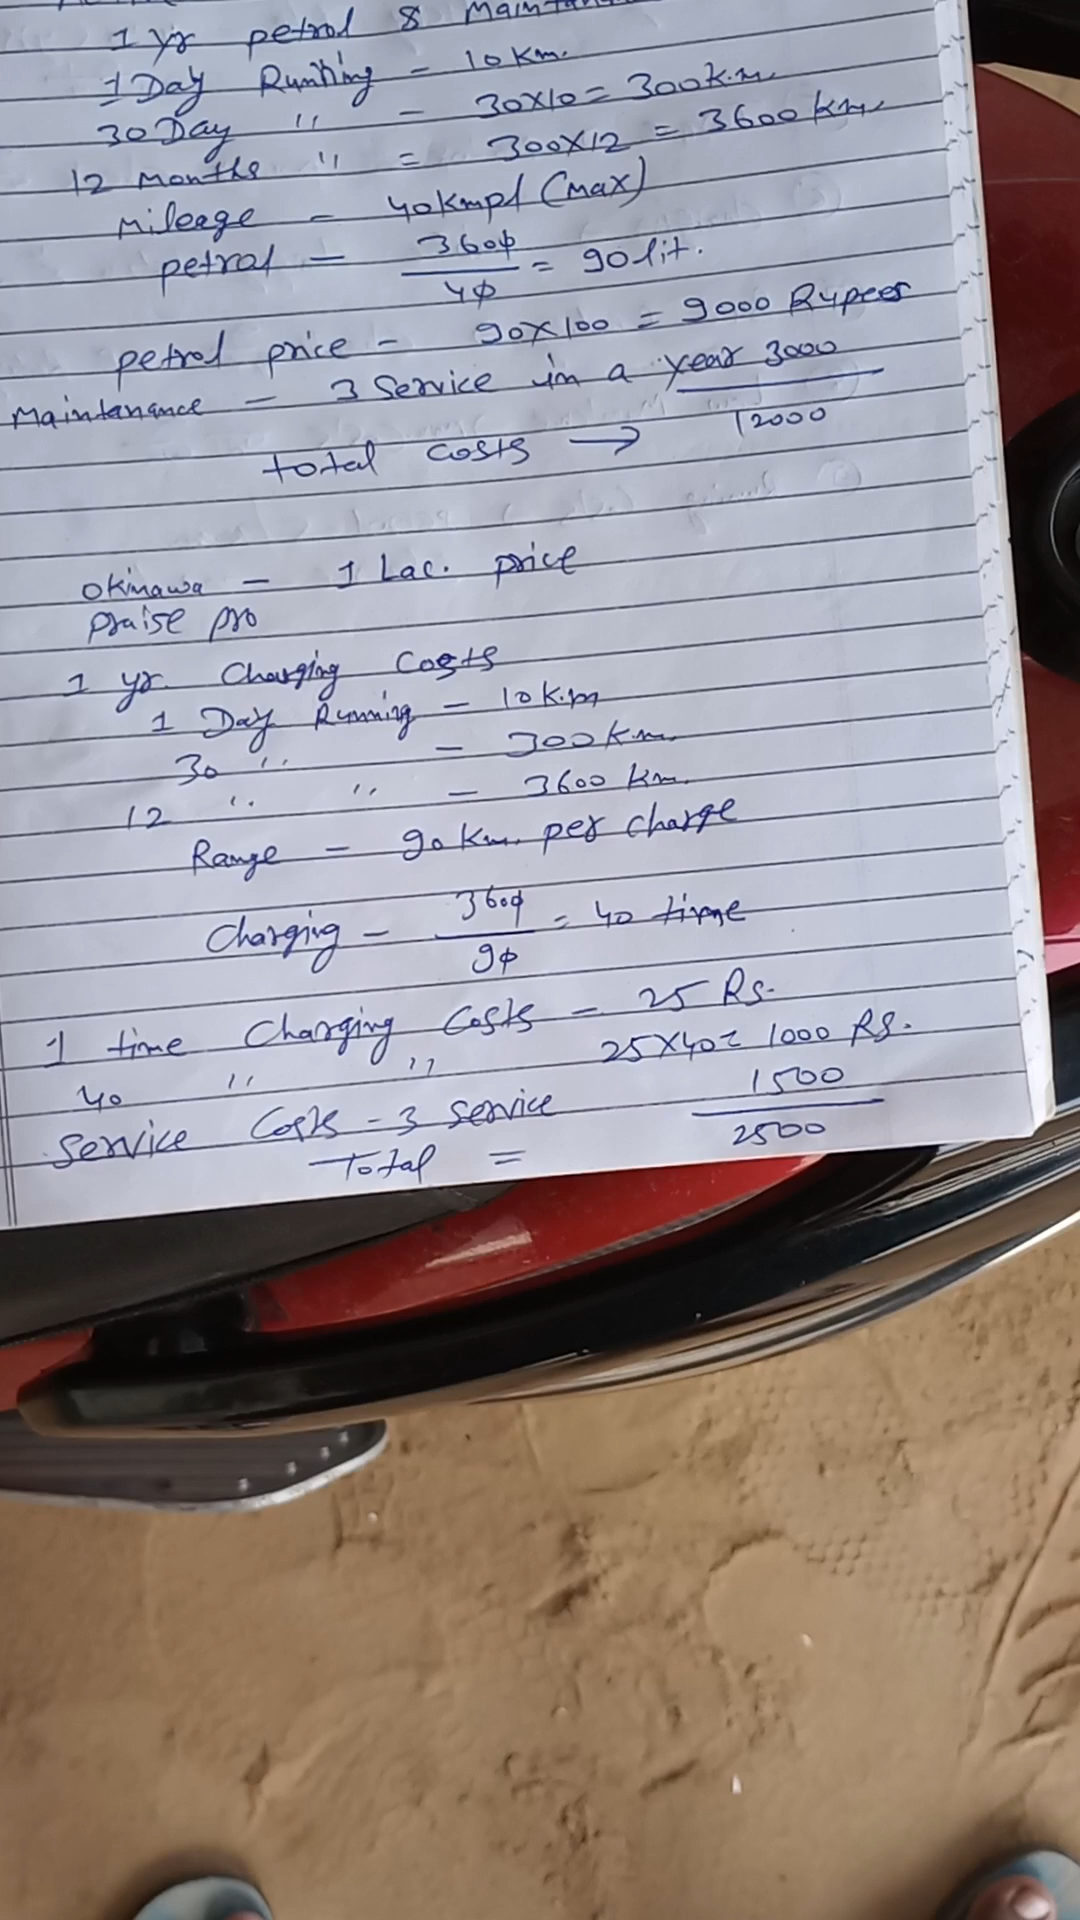 1 yr petrol & Maintan
1 Day Running - 10 Km.
30 Day " - 30x10 = 300 k.m.
12 Months " = 300x12 = 3600 km.
Mileage - 40 kmpl (Max)
petrol - 3600/40 = 90 lit.
petrol price - 90x100 = 9000 Rupees
Maintanance - 3 Service in a year 3000
total costs → 12000
Okinawa - 1 Lac. price
praise pro
1 yr. Charging Costs
1 Day Running - 10 k.m
30 " - 300 km.
12 " " - 3600 km.
Range - 90 Km. per charge
Charging - 3600/90 = 40 time
1 time Charging Costs - 25 Rs.
40 " " 25x40= 1000 RS.
Service Costs - 3 service 1500
Total = 2500